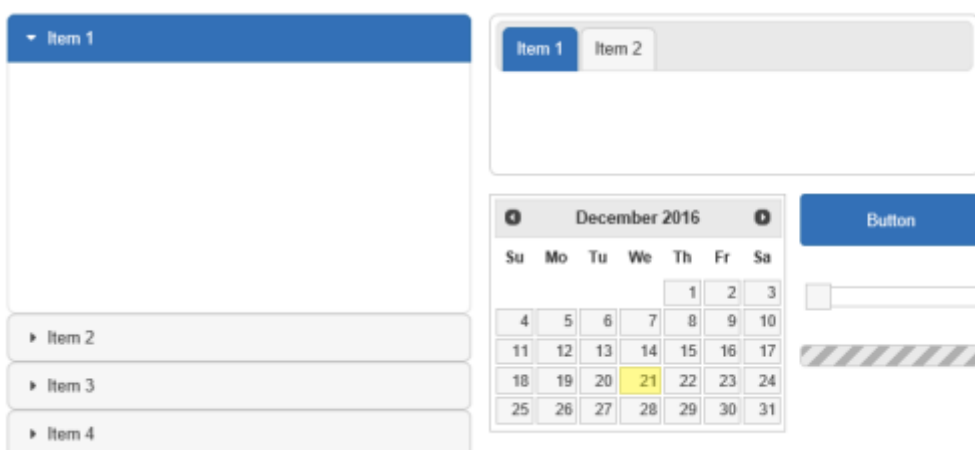 Item 1
Item 2
Item 3
Item 4
Item 1 Item 2
December 2016
Su Mo Tu We Th Fr Sa
1 2 3
4 5 6 7 8 9 10
11 12 13 14 15 16 17
18 19 20 21 22 23 24
25 26 27 28 29 30 31
Button